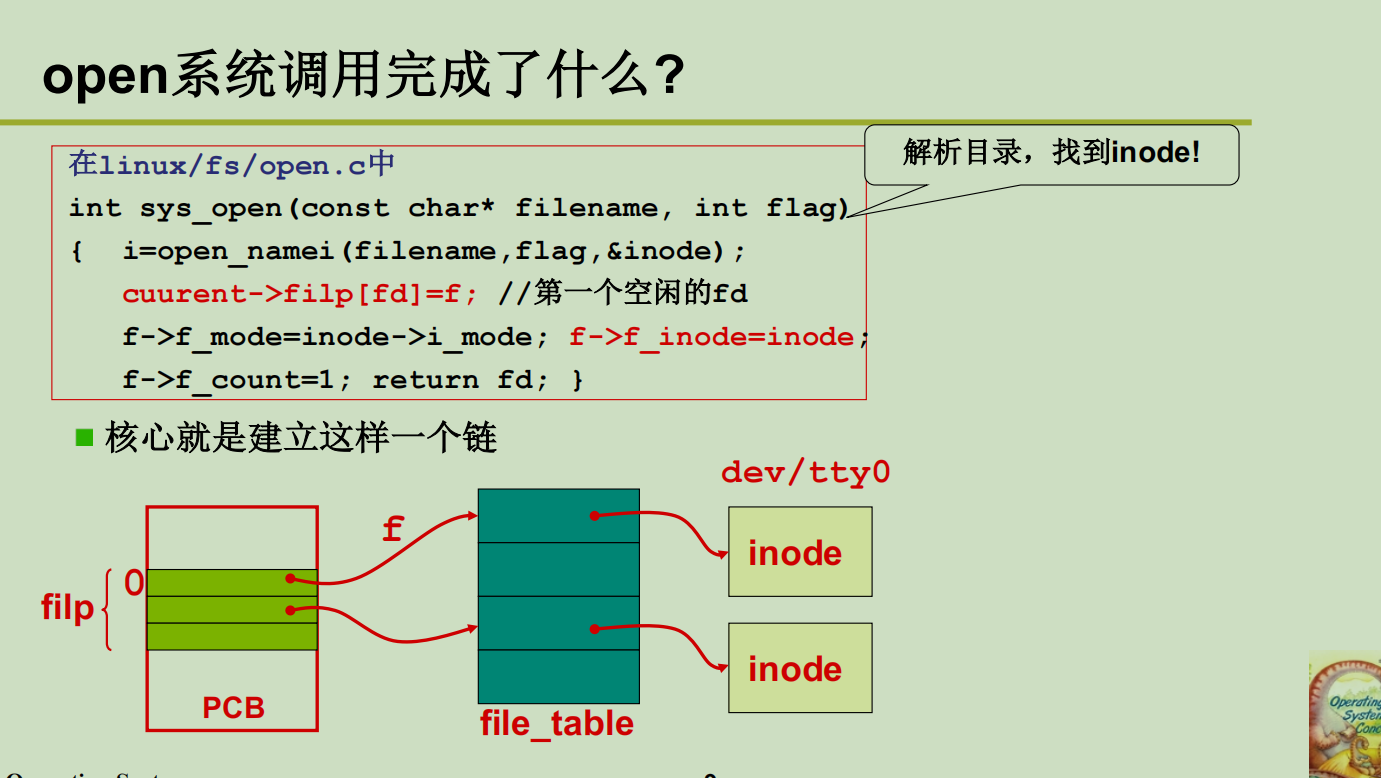 open系统调用完成了什么?
解析目录，找到inode!
在linux/fs/open.c中
int sys_open(const char* filename, int flag)
{ i=open_namei(filename,flag,&inode);
cuurent->filp[fd]=f; //第一个空闲的fd
f->f_mode=inode->i_mode; f->f_inode=inode;
f->f_count=1; return fd; }
核心就是建立这样一个链
dev/tty0
f
inode
0
filp
inode
PCB
file_table
Operating
System
Conc